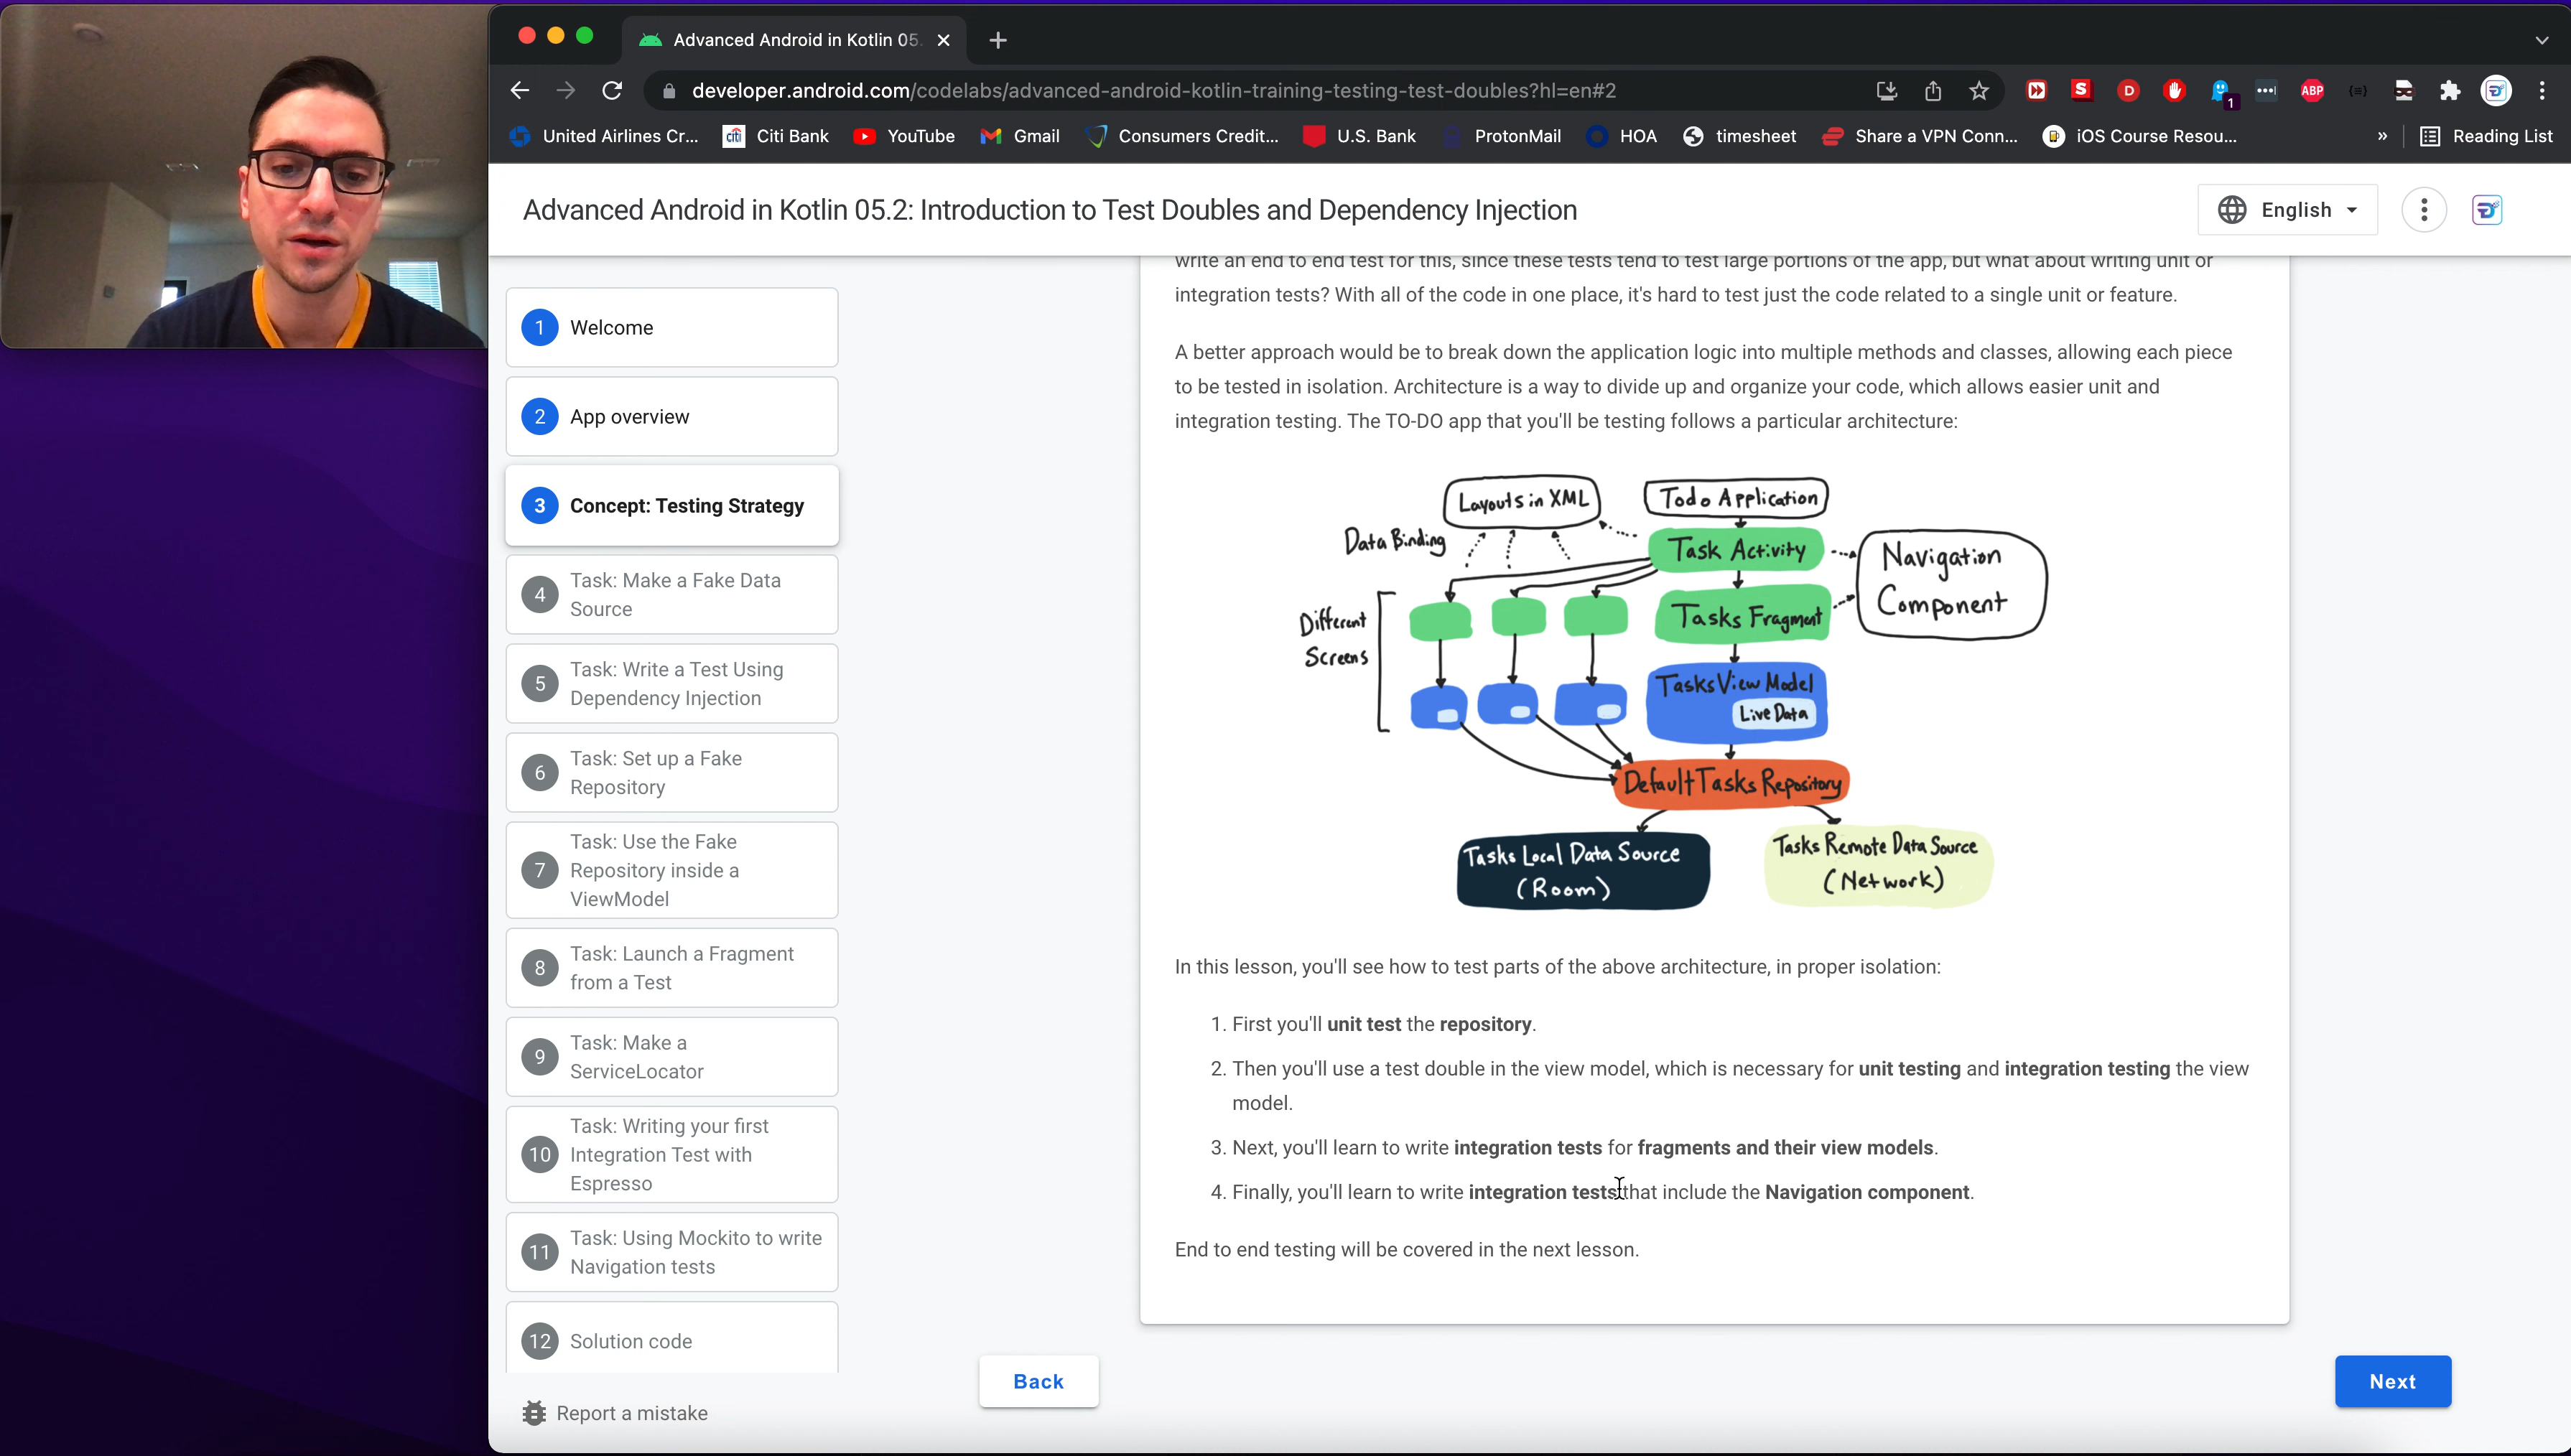 Advanced Android in Kotlin 05.
developer.android.com/codelabs/advanced-android-kotlin-training-testing-test-doubles?hl=en#2
S
D
1
ABP
United Airlines Cr...
citi
Citi Bank
YouTube
Gmail
Consumers Credit...
U.S. Bank
ProtonMail
HOA
timesheet
Share a VPN Conn...
iOS Course Resou...
»
Reading List
Advanced Android in Kotlin 05.2: Introduction to Test Doubles and Dependency Injection
English
1 Welcome
2 App overview
3 Concept: Testing Strategy
4 Task: Make a Fake Data
Source
5 Task: Write a Test Using
Dependency Injection
6 Task: Set up a Fake
Repository
7 Task: Use the Fake
Repository inside a
ViewModel
8 Task: Launch a Fragment
from a Test
9 Task: Make a
ServiceLocator
10 Task: Writing your first
Integration Test with
Espresso
11 Task: Using Mockito to write
Navigation tests
12 Solution code
Report a mistake
write an end to end test for this, since these tests tend to test large portions of the app, but what about writing unit or
integration tests? With all of the code in one place, it's hard to test just the code related to a single unit or feature.
A better approach would be to break down the application logic into multiple methods and classes, allowing each piece
to be tested in isolation. Architecture is a way to divide up and organize your code, which allows easier unit and
integration testing. The TO-DO app that you'll be testing follows a particular architecture:
Layouts in XML
Todo Application
Data Binding
Task Activity
Navigation
Component
Different
Screens
Tasks Fragment
Tasks View Model
Live Data
Default Tasks Repository
Tasks Local Data Source
(Room)
Tasks Remote Data Source
(Network)
In this lesson, you'll see how to test parts of the above architecture, in proper isolation:
1. First you'll unit test the repository.
2. Then you'll use a test double in the view model, which is necessary for unit testing and integration testing the view
model.
3. Next, you'll learn to write integration tests for fragments and their view models.
4. Finally, you'll learn to write integration tests that include the Navigation component.
End to end testing will be covered in the next lesson.
Back
Next